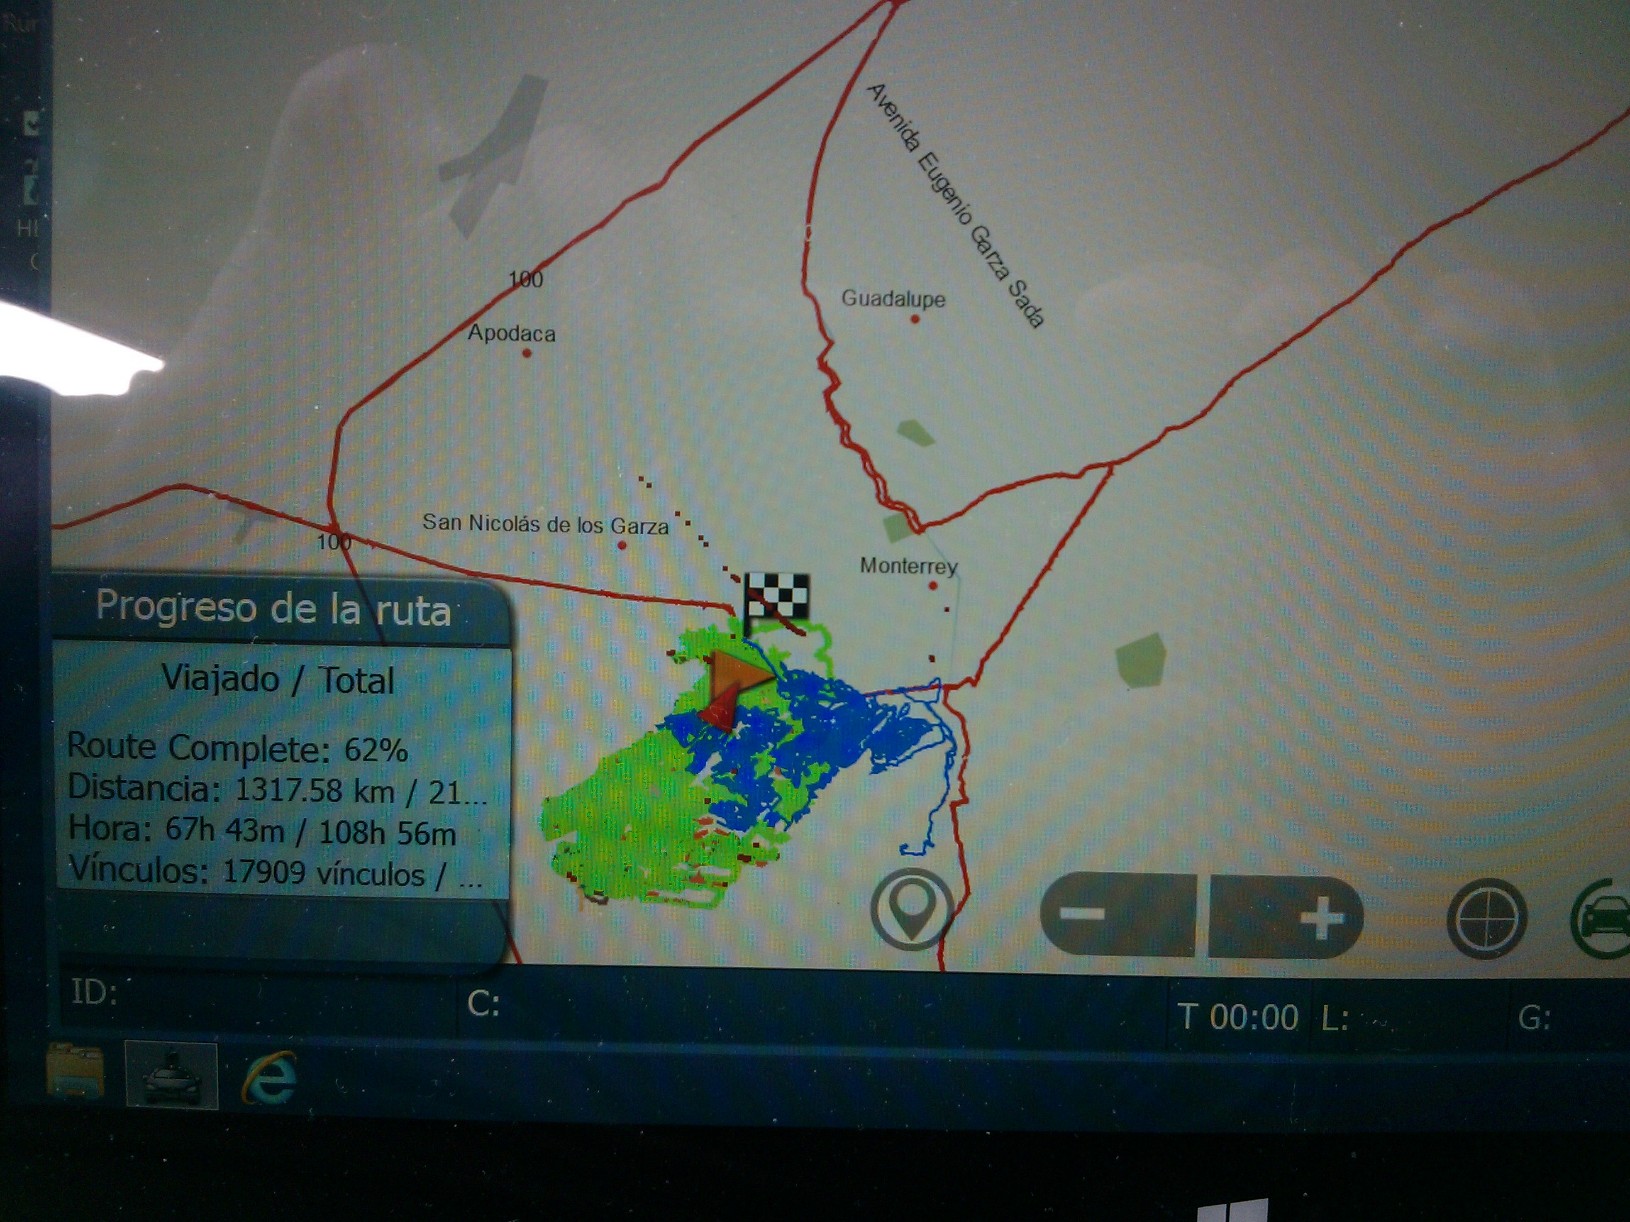 Avenida Eugenio Garza Sada
Guadalupe
100
Apodaca
San Nicolás de los Garza
100
Monterrey
Progreso de la ruta
Viajado / Total
Route Complete: 62%
Distancia: 1317.58 km / 21...
Hora: 67h 43m / 108h 56m
Vínculos: 17909 vínculos / ...
ID:
C:
T 00:00
L:
G: